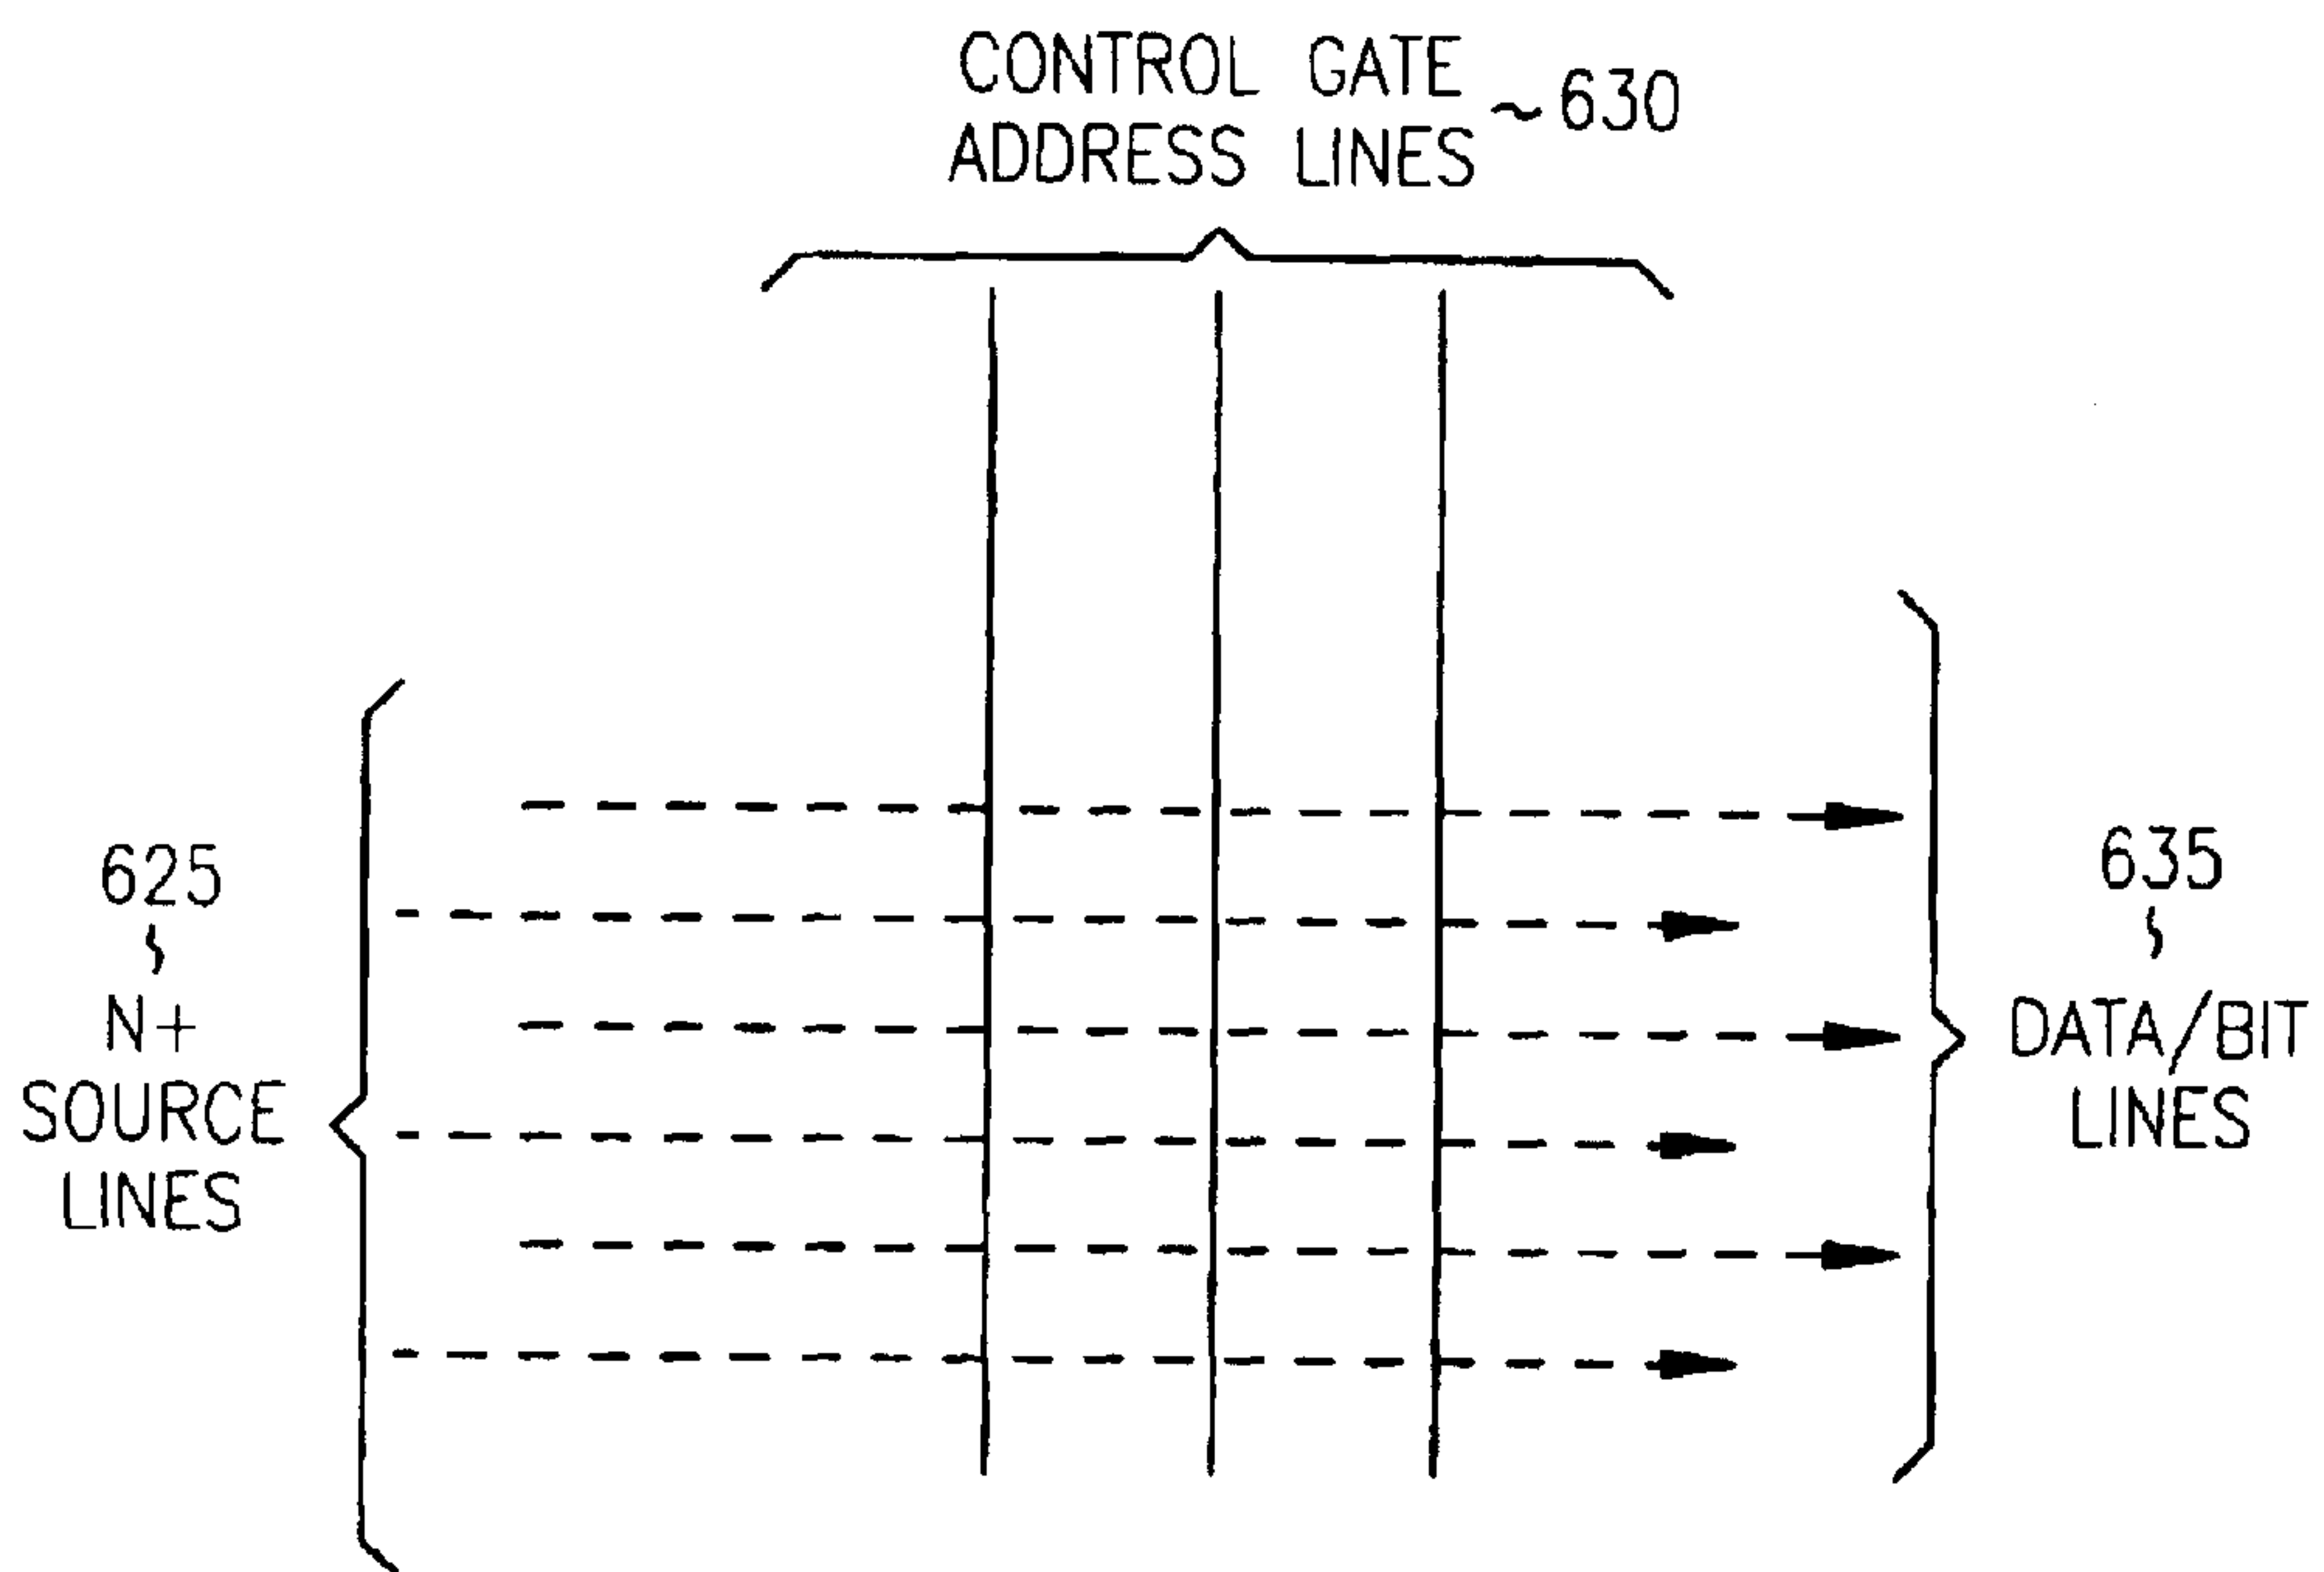 CONTROL GATE
ADDRESS LINES ~630
625
N+
SOURCE
LINES
635
DATA/BIT
LINES